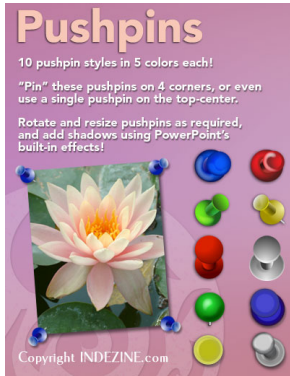 Pushpins
10 pushpin styles in 5 colors each!
“Pin” these pushpins on 4 corners, or even
use a single pushpin on the top-center.
Rotate and resize pushpins as required,
and add shadows using PowerPoint’s
built-in effects!
Copyright INDEZINE.com